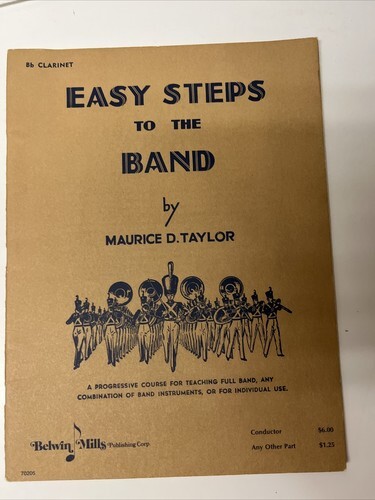 Bb CLARINET
EASY STEPS
TO THE
BAND
by
MAURICE D. TAYLOR
A PROGRESSIVE COURSE FOR TEACHING FULL BAND, ANY
COMBINATION OF BAND INSTRUMENTS, OR FOR INDIVIDUAL USE.
Belwin Mills Publishing Corp.
Conductor $6.00
Any Other Part $1.25
70206